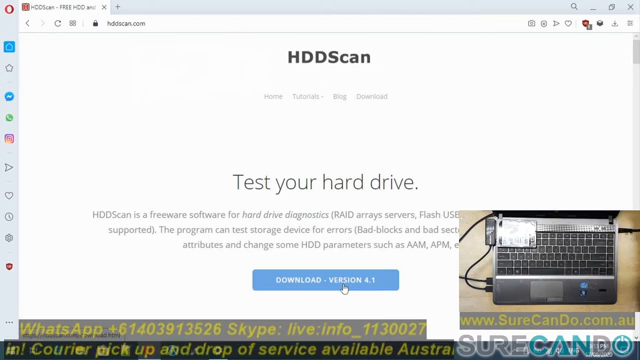 HDDScan - FREE HDD and
hddscan.com
HDDScan
Home Tutorials Blog Download
Test your hard drive.
HDDScan is a freeware software for hard drive diagnostics (RAID arrays servers, Flash USB
supported). The program can test storage device for errors (Bad-blocks and bad sec
attributes and change some HDD parameters such as AAM, APM, e
DOWNLOAD - VERSION 4.1
www.SureCanDo.com.au
WhatsApp +61403913526 Skype: live:info_1130027
n! Courier pick up and drop of service available Austra
SURECANDO